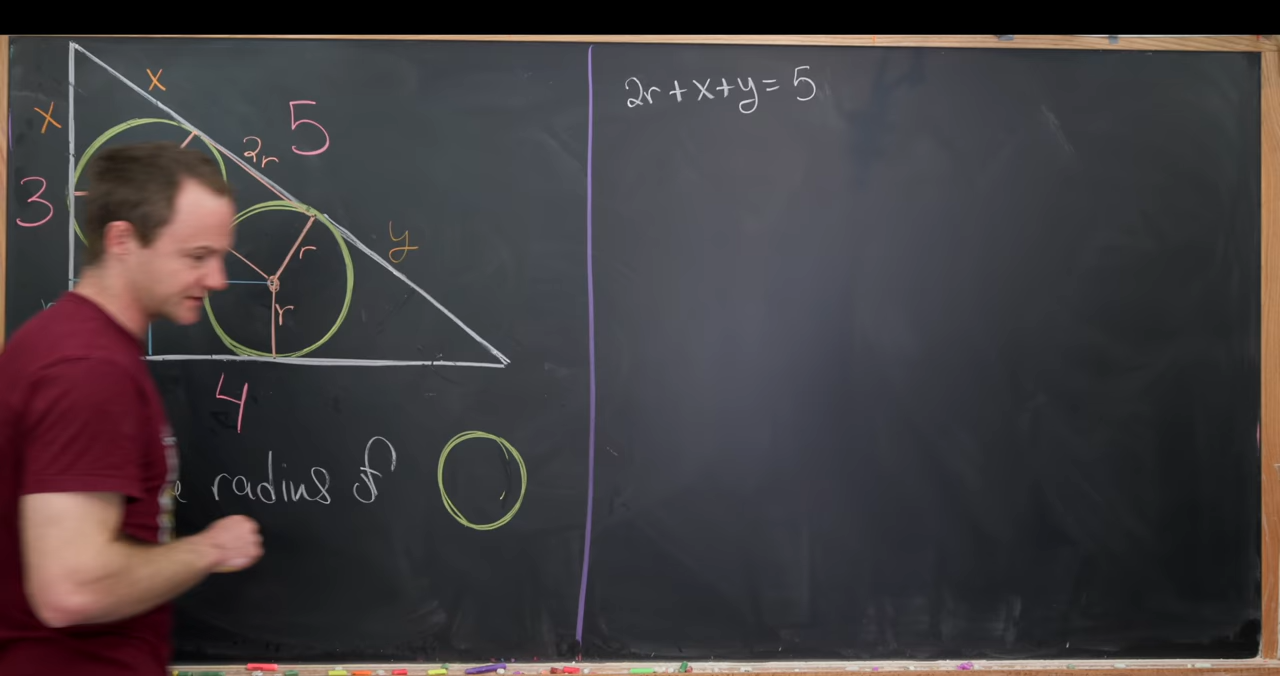 x
x
5
2r
3
y
r
r
4
radius of
2r + x + y = 5